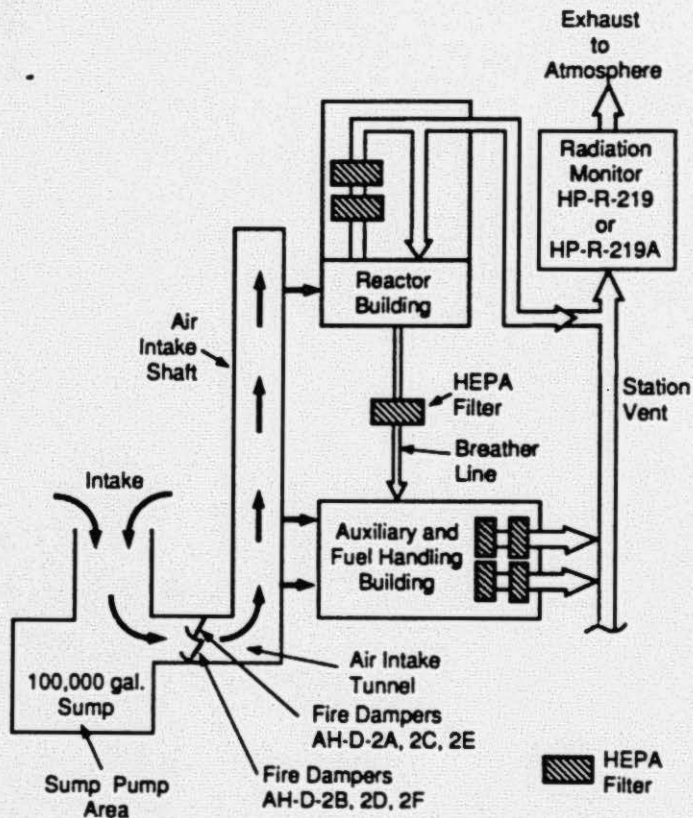 Exhaust
to
Atmosphere
Radiation
Monitor
HP-R-219
or
HP-R-219A
Reactor
Building
Air
Intake
Shaft
HEPA
Filter
Station
Vent
Breather
Line
Intake
Auxiliary and
Fuel Handling
Building
Air Intake
Tunnel
100,000 gal.
Sump
Fire Dampers
AH-D-2A, 2C, 2E
Sump Pump
Area
Fire Dampers
AH-D-2B, 2D, 2F
HEPA
Filter